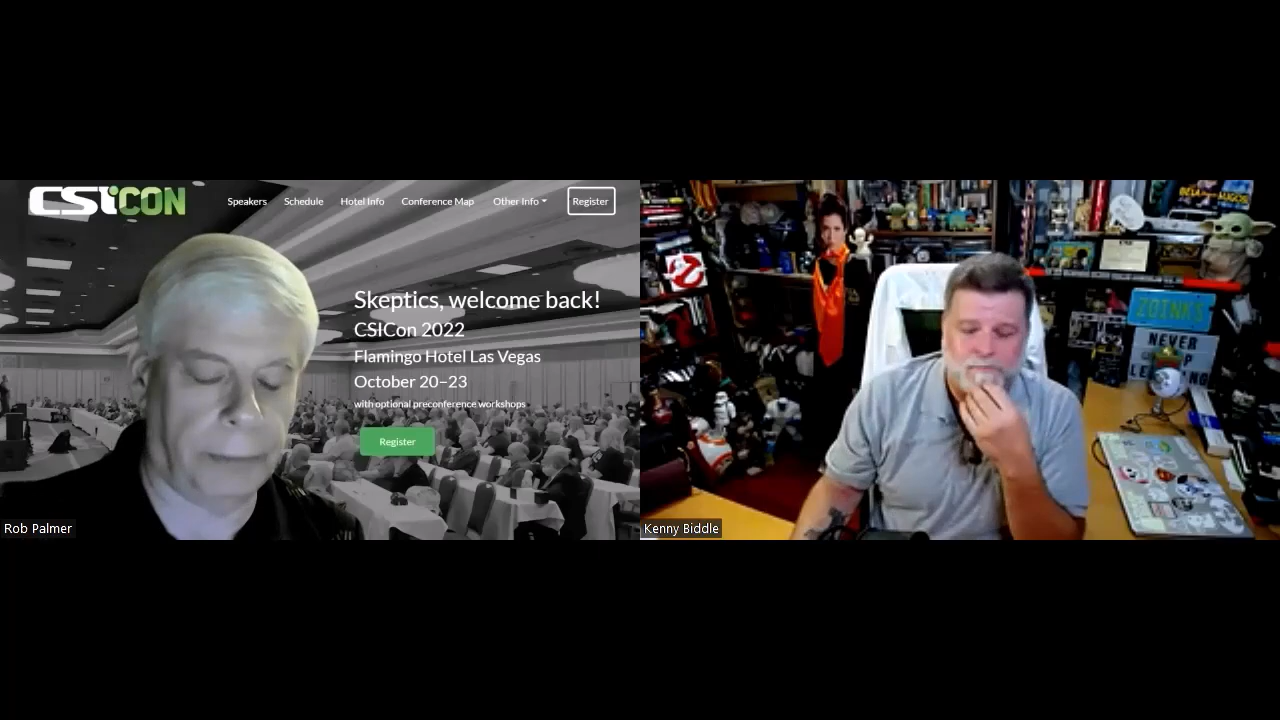 CSICON
Speakers Schedule Hotel Info Conference Map Other Info Register
Skeptics, welcome back!
CSICon 2022
Flamingo Hotel Las Vegas
October 20–23
with optional preconference workshops
Register
Rob Palmer
ZOINKS
NEVER
Kenny Biddle